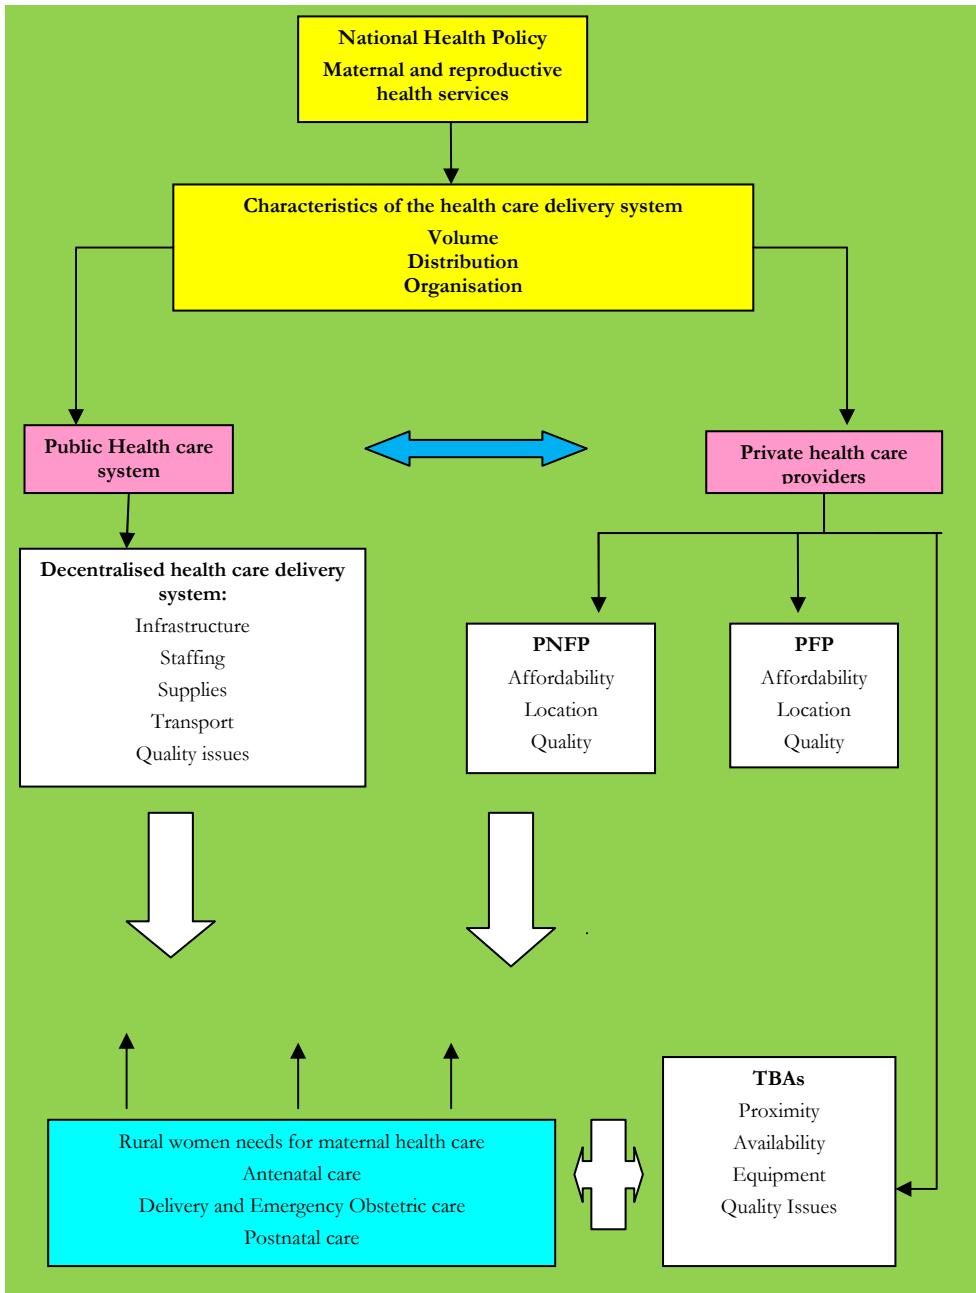 National Health Policy
Maternal and reproductive
health services
Characteristics of the health care delivery system
Volume
Distribution
Organisation
Public Health care
system
Private health care
providers
Decentralised health care delivery
system:
Infrastructure
Staffing
Supplies
Transport
Quality issues
PNFP
Affordability
Location
Quality
PFP
Affordability
Location
Quality
TBAs
Proximity
Availability
Equipment
Quality Issues
Rural women needs for maternal health care
Antenatal care
Delivery and Emergency Obstetric care
Postnatal care